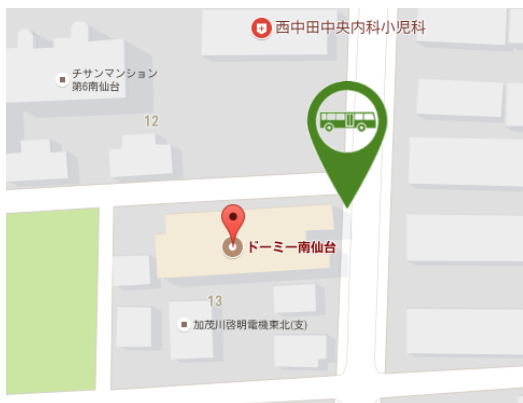 西中田中央内科小児科
チサンマンション
第6南仙台
12
ドーミー南仙台
13
加茂川啓明電機東北(支)